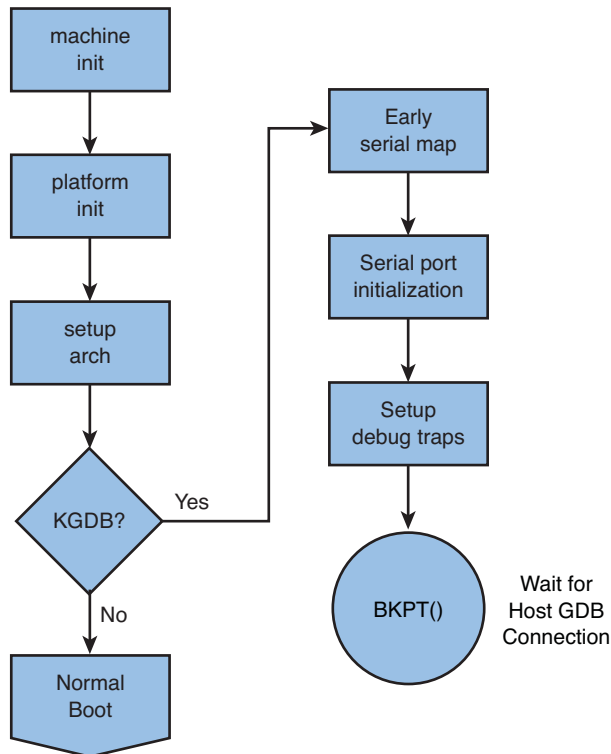 machine
init
platform
init
setup
arch
KGDB?
Yes
No
Normal
Boot
Early
serial map
Serial port
initialization
Setup
debug traps
BKPT()
Wait for
Host GDB
Connection